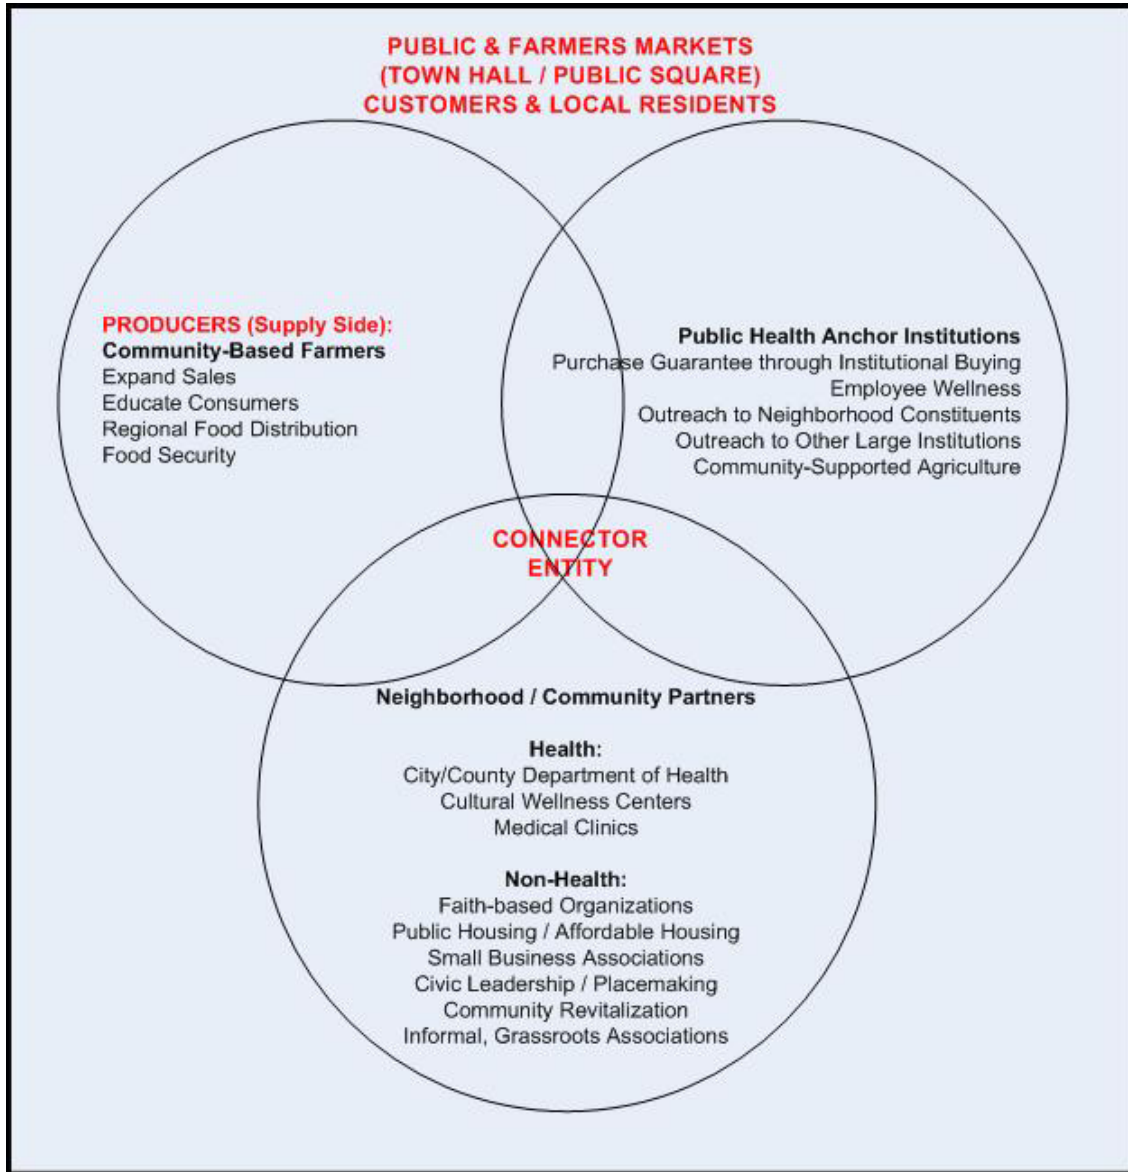 PUBLIC & FARMERS MARKETS
(TOWN HALL / PUBLIC SQUARE)
CUSTOMERS & LOCAL RESIDENTS
PRODUCERS (Supply Side):
Community-Based Farmers
Expand Sales
Educate Consumers
Regional Food Distribution
Food Security
Public Health Anchor Institutions
Purchase Guarantee through Institutional Buying
Employee Wellness
Outreach to Neighborhood Constituents
Outreach to Other Large Institutions
Community-Supported Agriculture
CONNECTOR
ENTITY
Neighborhood / Community Partners
Health:
City/County Department of Health
Cultural Wellness Centers
Medical Clinics
Non-Health:
Faith-based Organizations
Public Housing / Affordable Housing
Small Business Associations
Civic Leadership / Placemaking
Community Revitalization
Informal, Grassroots Associations